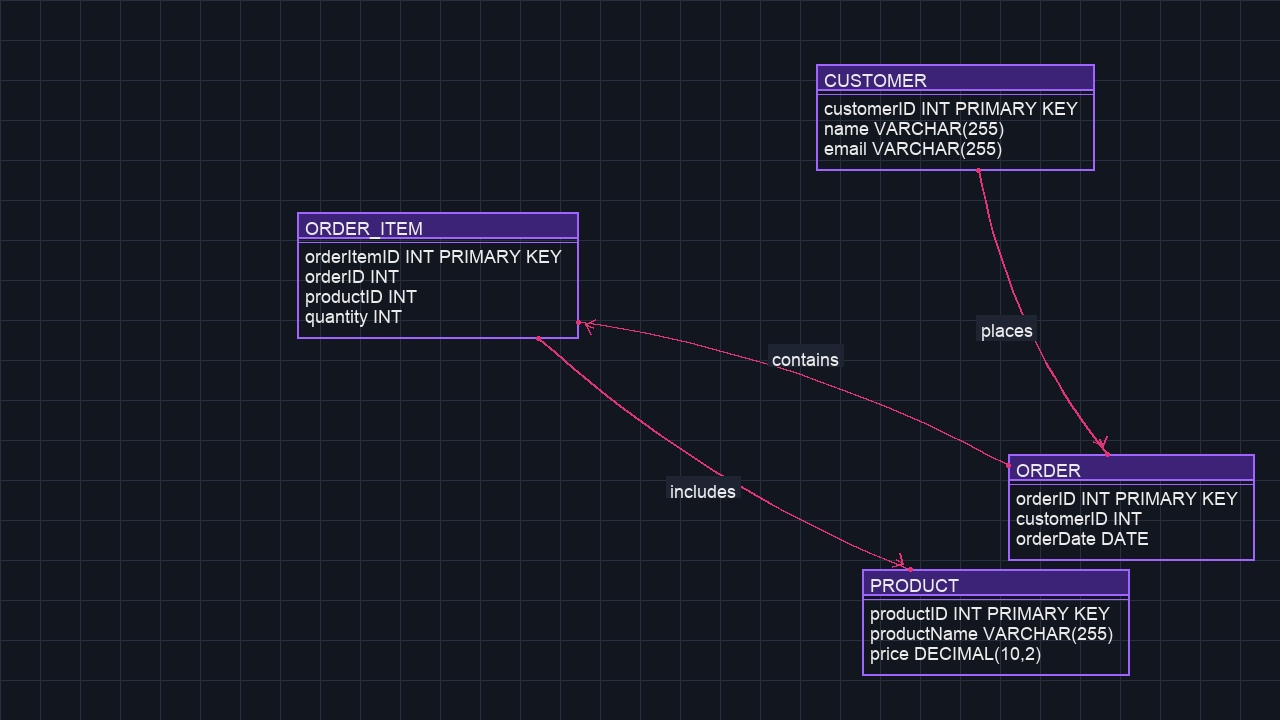 CUSTOMER
customerID INT PRIMARY KEY
name VARCHAR(255)
email VARCHAR(255)
ORDER_ITEM
orderItemID INT PRIMARY KEY
orderID INT
productID INT
quantity INT
places
contains
ORDER
orderID INT PRIMARY KEY
customerID INT
orderDate DATE
includes
PRODUCT
productID INT PRIMARY KEY
productName VARCHAR(255)
price DECIMAL(10,2)